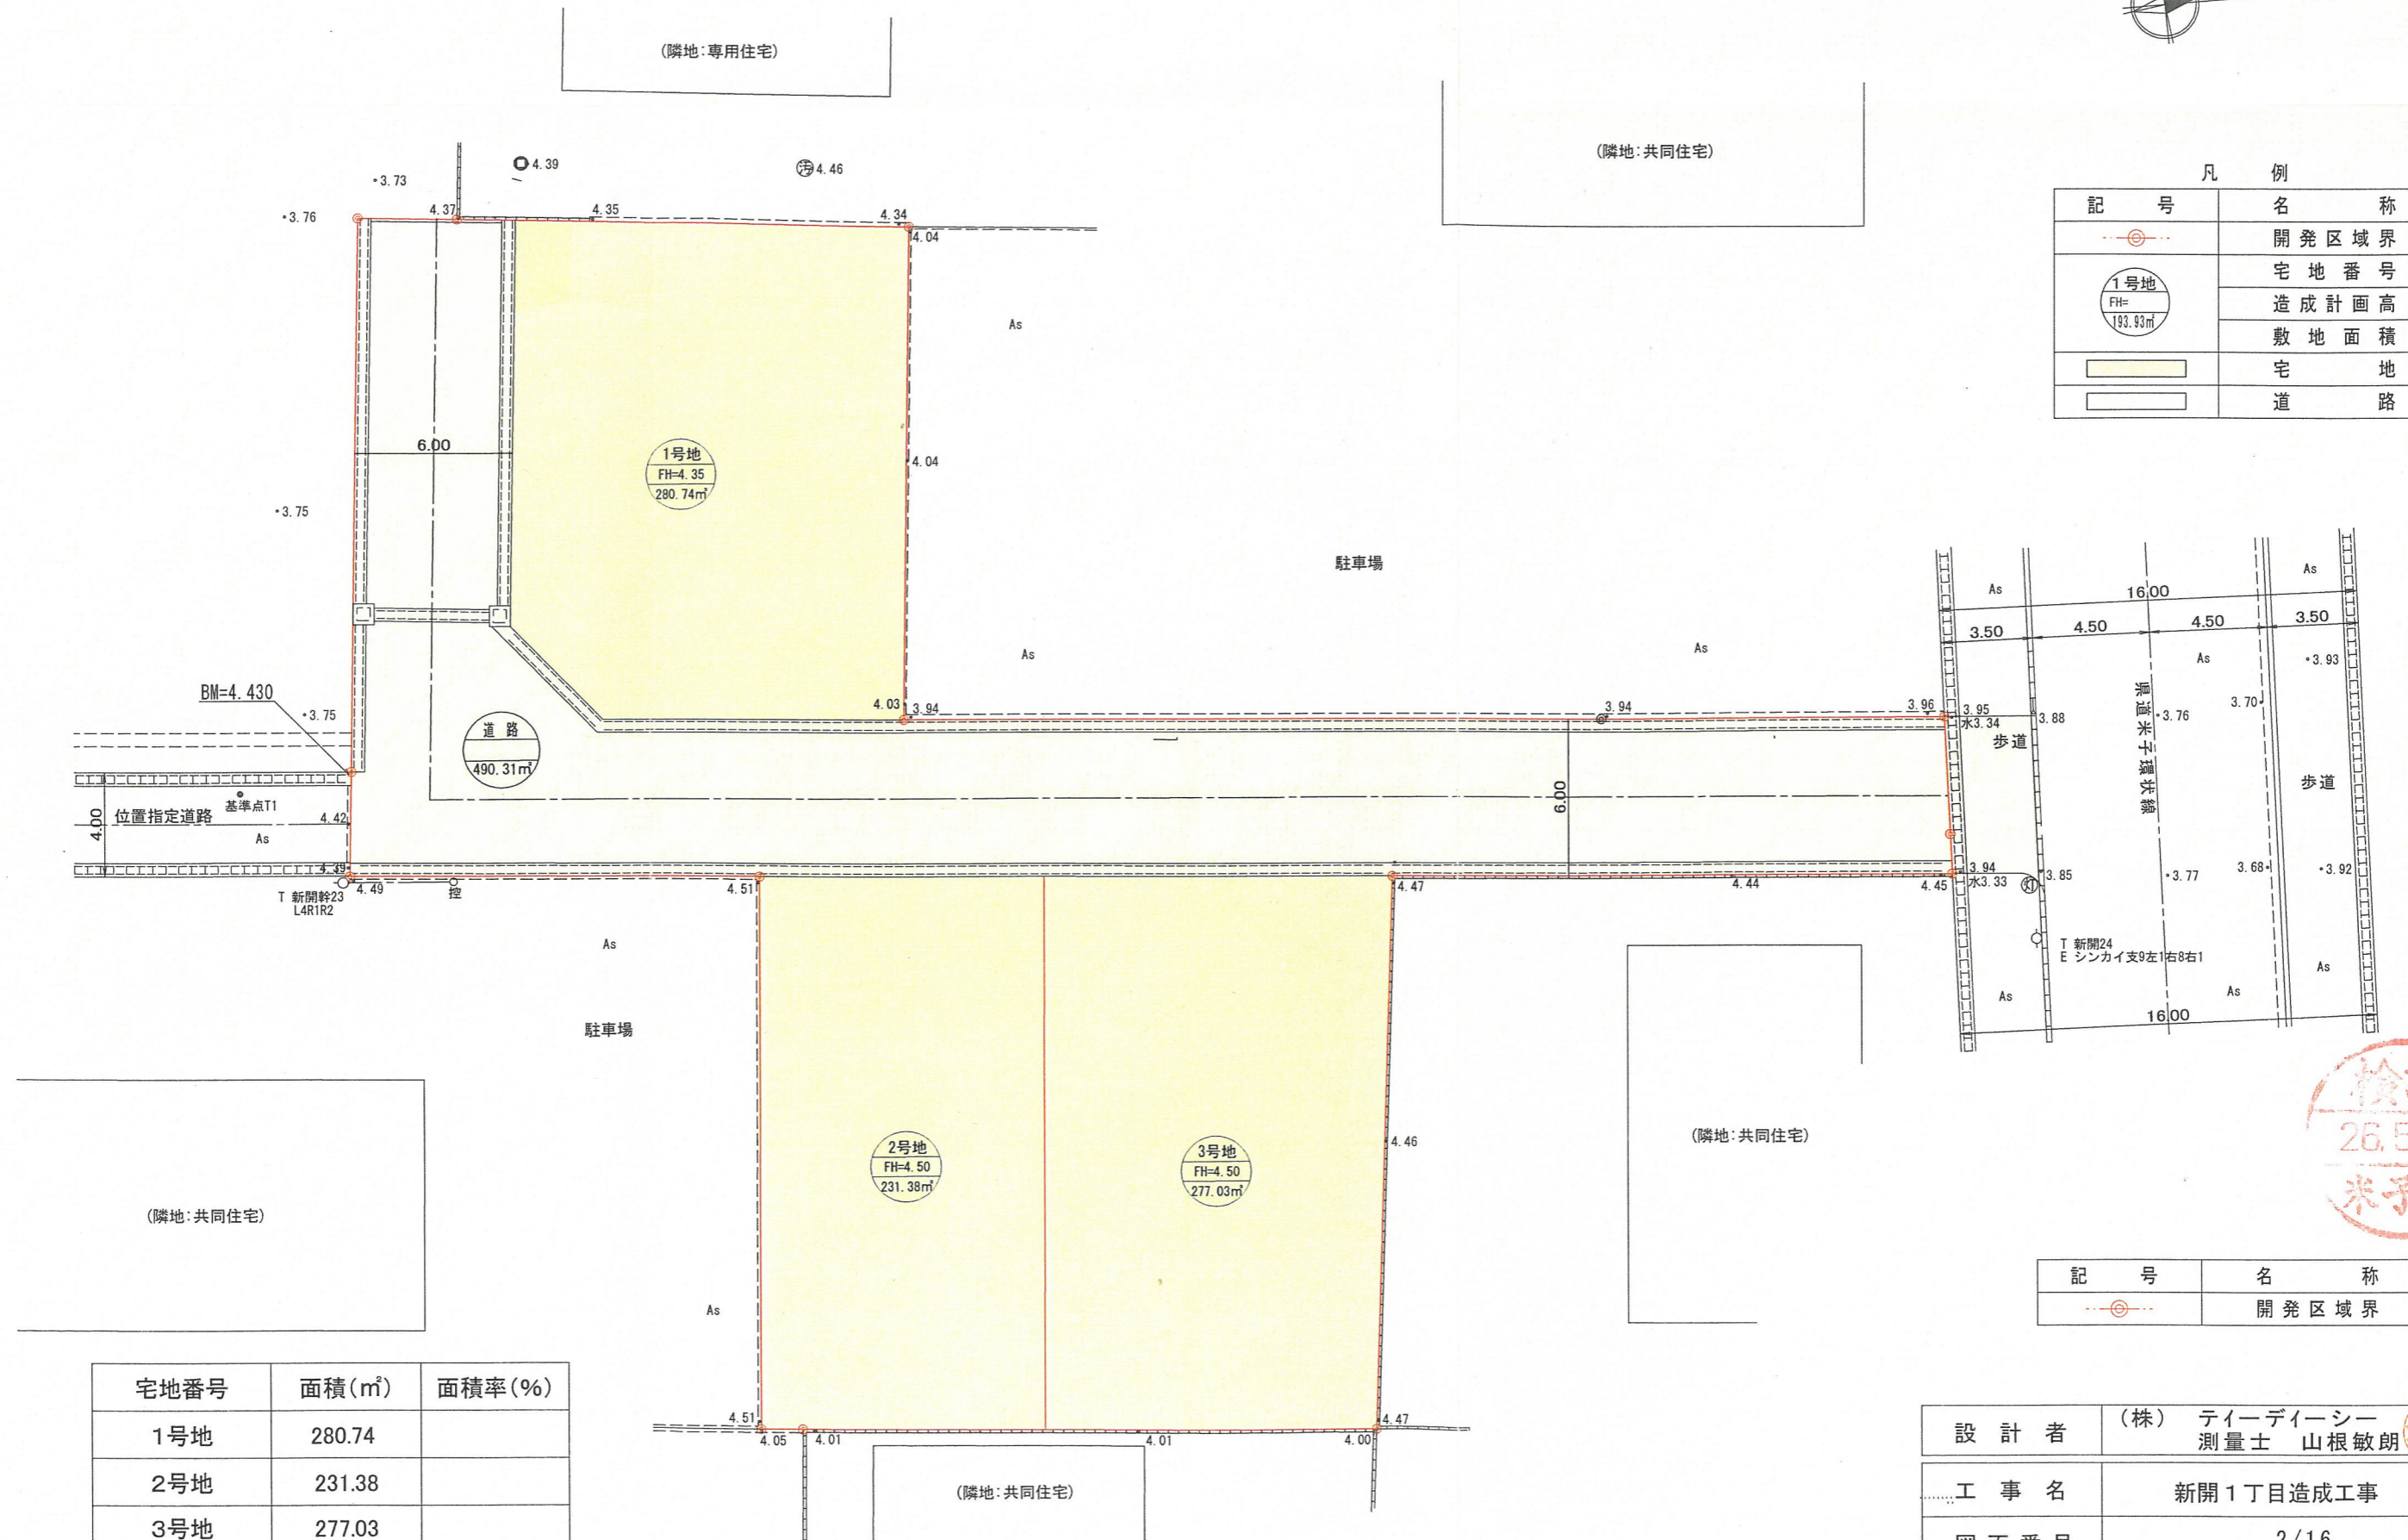 (隣地:専用住宅)
(隣地:共同住宅)
4.39
汚 4.46
3.73
3.76
4.37
4.35
4.34
4.04
As
凡 例
記 号 名 称
開発区域界
1号地 宅地番号
FH= 造成計画高
193.93㎡ 敷地面積
宅 地
道 路
6.00
1号地
FH=4.35
280.74㎡
4.04
3.75
駐車場
As
As
BM=4.430
3.75
道 路
490.31㎡
4.03
3.94
3.94
3.96
3.95
水3.34
3.88
歩道
As
16.00
As
3.50
4.50
4.50
3.50
As
3.93
県道米子環状線
3.76
3.70
歩道
4.00
位置指定道路
基準点T1
As
4.42
4.39
4.49
T 新開幹23
L4R1R2
控
4.51
6.00
4.47
4.44
4.45
3.94
水3.33
灯
3.85
3.77
3.68
3.92
T 新開24
E シンカイ支9左1右8右1
As
As
As
16.00
As
駐車場
As
2号地
FH=4.50
231.38㎡
3号地
FH=4.50
277.03㎡
4.46
(隣地:共同住宅)
(隣地:共同住宅)
4.51
4.05
4.01
4.01
4.00
4.47
(隣地:共同住宅)
検
26.5
米子
記 号 名 称
開発区域界
宅地番号 面積(㎡) 面積率(%)
1号地 280.74
2号地 231.38
3号地 277.03
設計者 (株) ティーディーシー
測量士 山根敏朗
工事名 新開1丁目造成工事
図面番号 2/16